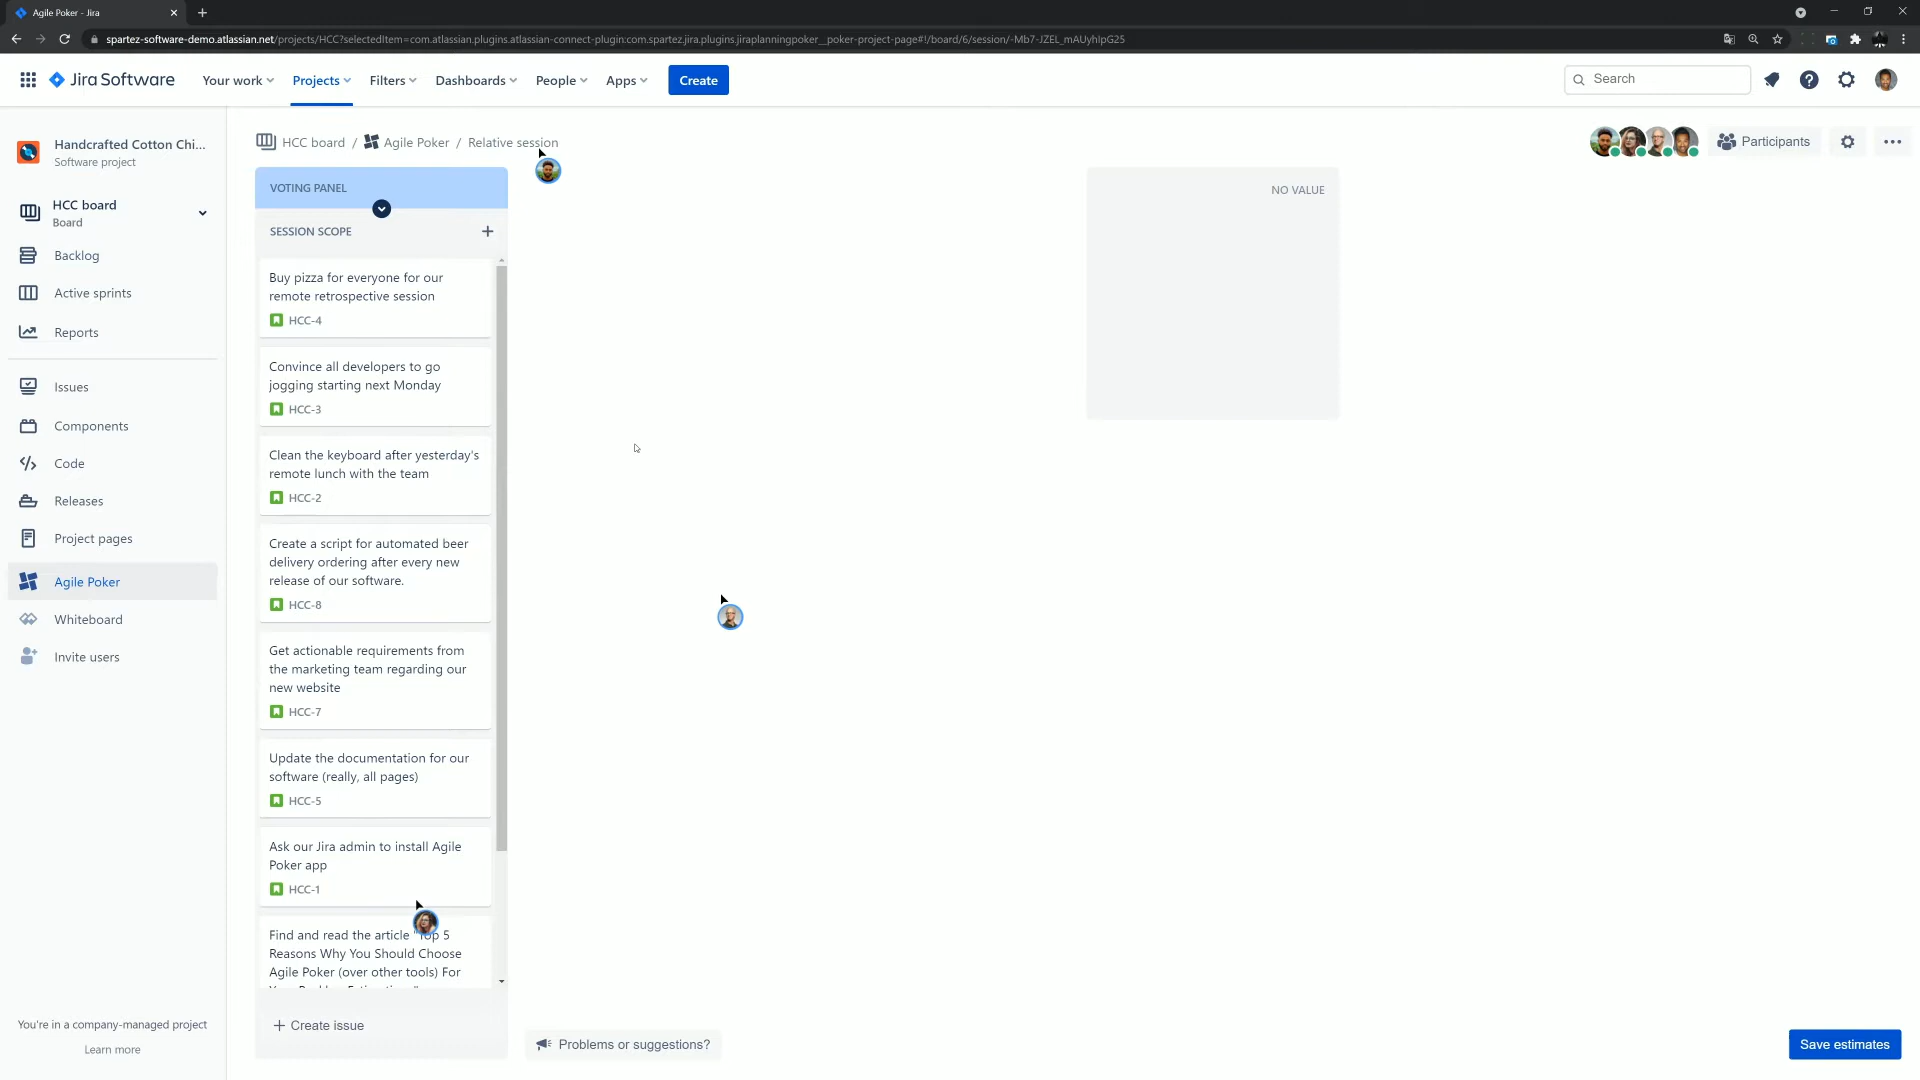 Agile Poker - Jira
spartez-software-demo.atlassian.net/projects/HCC?selectedItem=com.atlassian.plugins.atlassian-connect-plugin:com.spartez.jira.plugins.jiraplanningpoker__poker-project-page#!/board/6/session/-Mb7-JZEL_mAUyhIpG25
Jira Software
Your work
Projects
Filters
Dashboards
People
Apps
Create
Search
Handcrafted Cotton Chi...
Software project
HCC board
Board
Backlog
Active sprints
Reports
Issues
Components
Code
Releases
Project pages
Agile Poker
Whiteboard
Invite users
You're in a company-managed project
Learn more
HCC board / Agile Poker / Relative session
Participants
VOTING PANEL
SESSION SCOPE
Buy pizza for everyone for our
remote retrospective session
HCC-4
Convince all developers to go
jogging starting next Monday
HCC-3
Clean the keyboard after yesterday's
remote lunch with the team
HCC-2
Create a script for automated beer
delivery ordering after every new
release of our software.
HCC-8
Get actionable requirements from
the marketing team regarding our
new website
HCC-7
Update the documentation for our
software (really, all pages)
HCC-5
Ask our Jira admin to install Agile
Poker app
HCC-1
Find and read the article "Top 5
Reasons Why You Should Choose
Agile Poker (over other tools) For
Create issue
NO VALUE
Problems or suggestions?
Save estimates